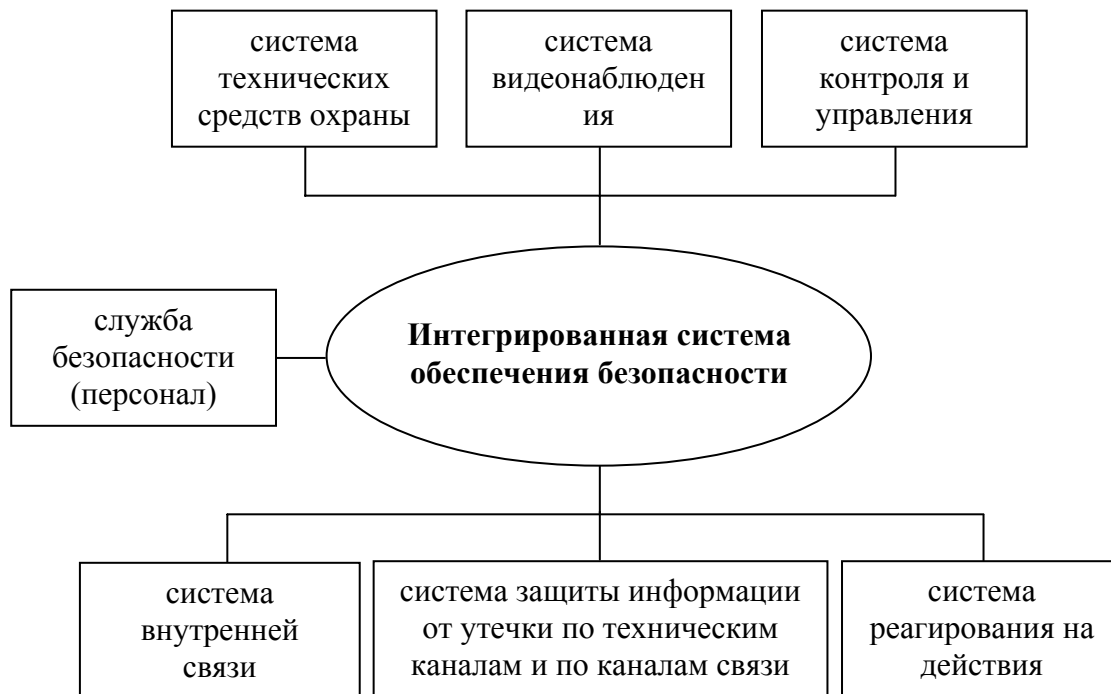 система
технических
средств охраны
система
видеонаблюден
ия
система
контроля и
управления
служба
безопасности
(персонал)
Интегрированная система
обеспечения безопасности
система
внутренней
связи
система защиты информации
от утечки по техническим
каналам и по каналам связи
система
реагирования на
действия